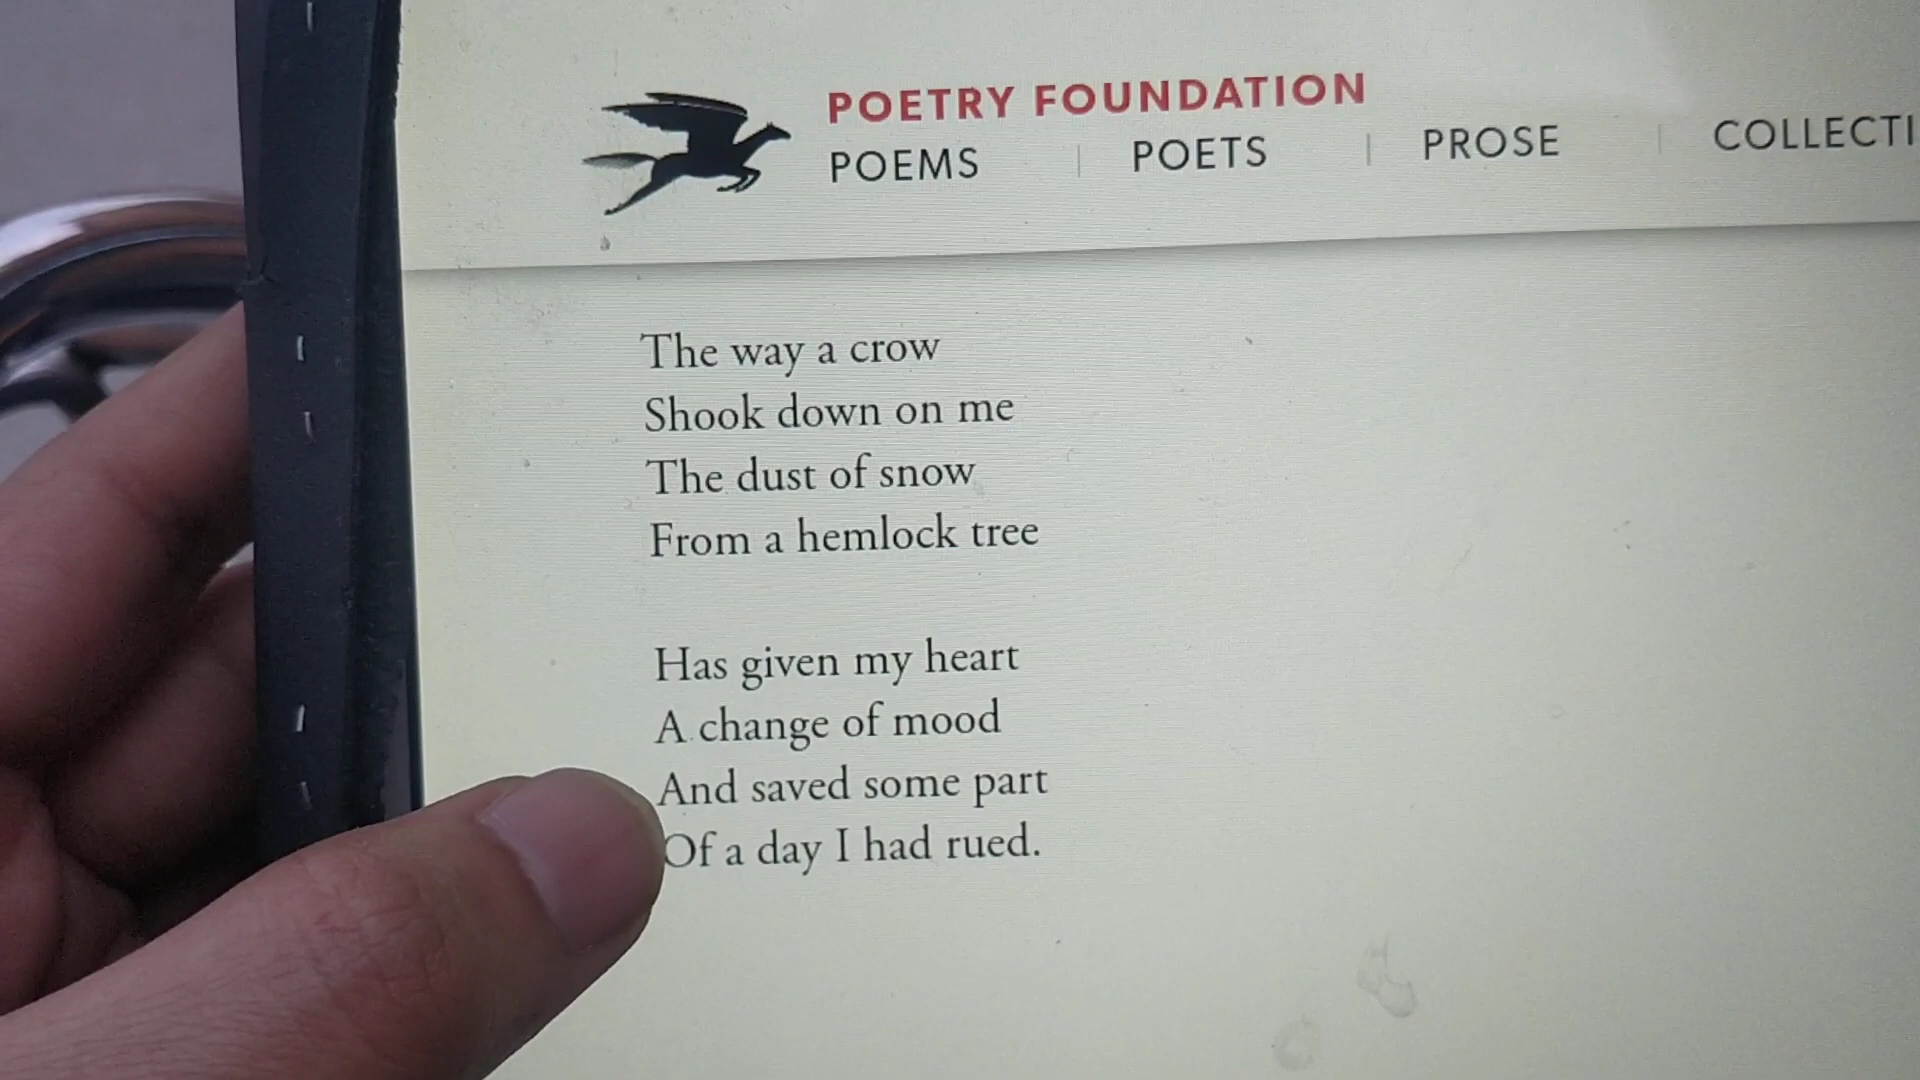 POETRY FOUNDATION
POEMS | POETS | PROSE | COLLECTI
The way a crow
Shook down on me
The dust of snow
From a hemlock tree
Has given my heart
A change of mood
And saved some part
Of a day I had rued.